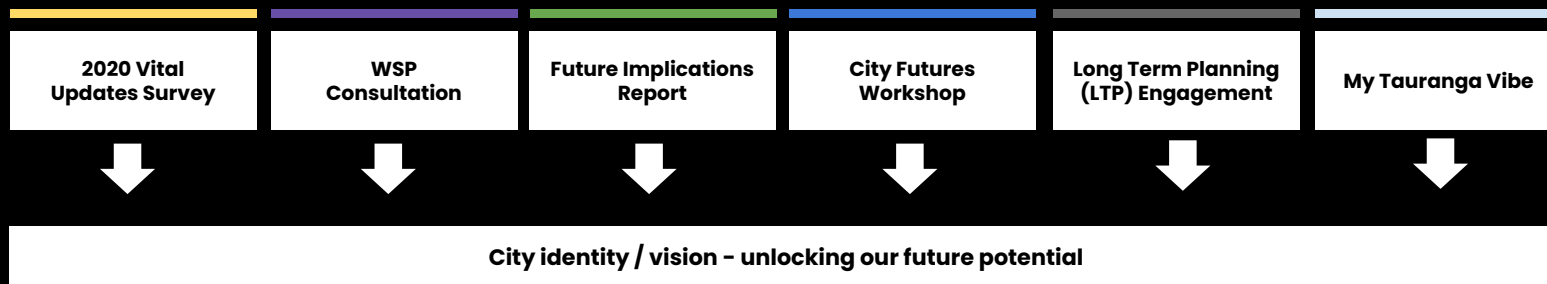 2020 Vital
Updates Survey
WSP
Consultation
Future Implications
Report
City Futures
Workshop
Long Term Planning
(LTP) Engagement
My Tauranga Vibe
City identity / vision - unlocking our future potential